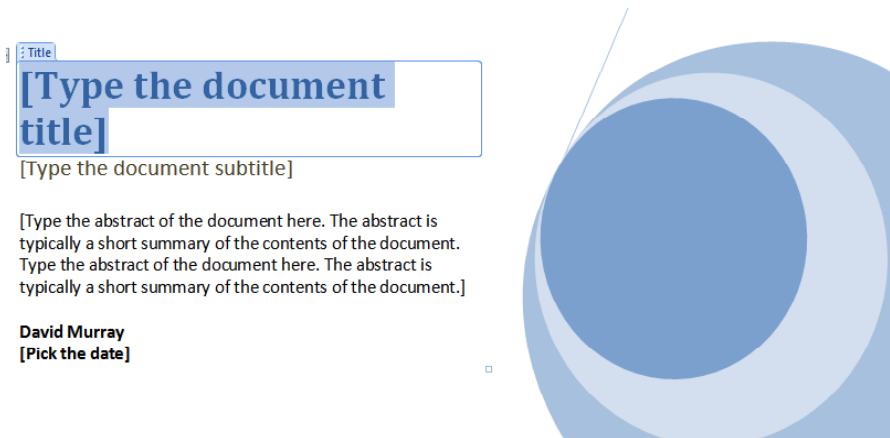 Title
[Type the document
title]
[Type the document subtitle]
[Type the abstract of the document here. The abstract is
typically a short summary of the contents of the document.
Type the abstract of the document here. The abstract is
typically a short summary of the contents of the document.]
David Murray
[Pick the date]